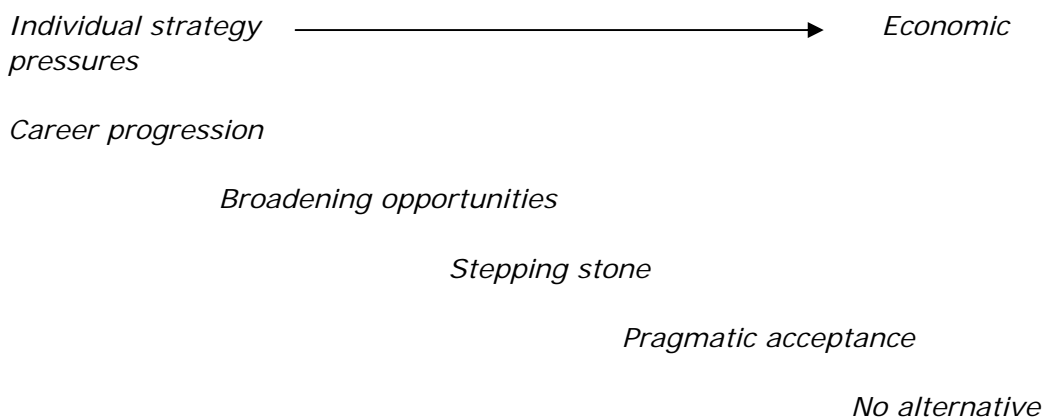 Individual strategy Economic
pressures
Career progression
Broadening opportunities
Stepping stone
Pragmatic acceptance
No alternative